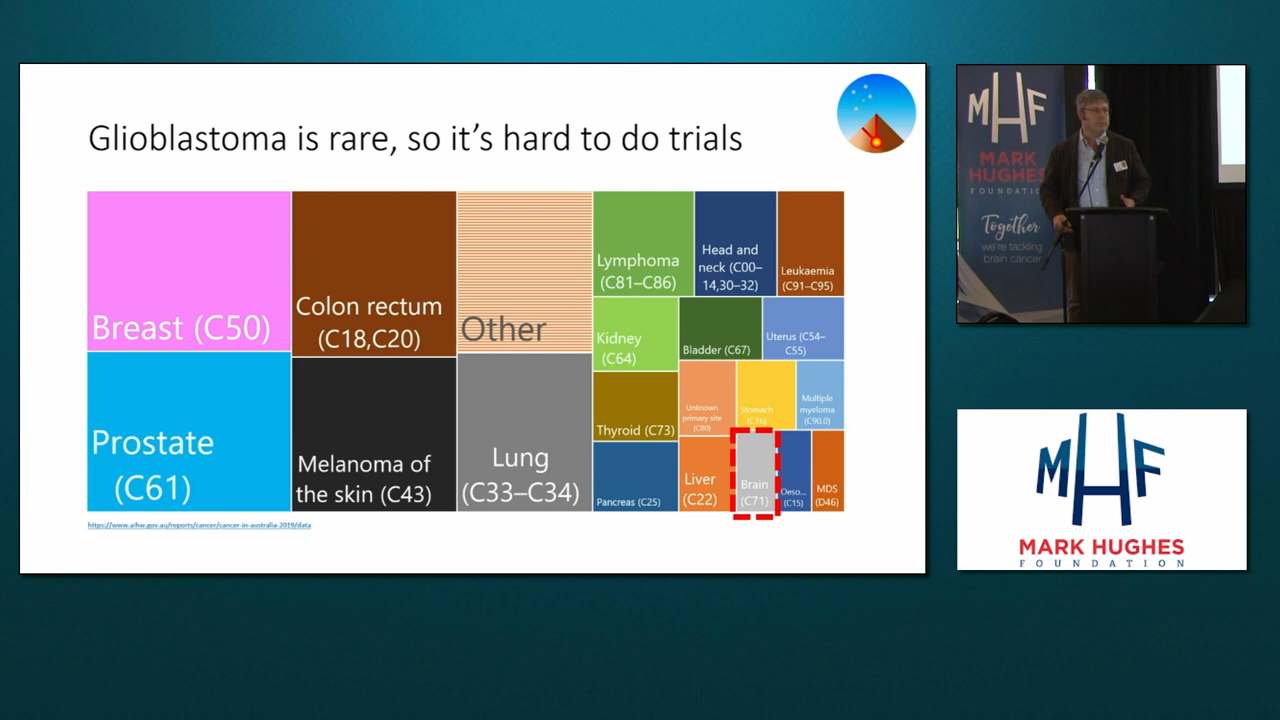 Glioblastoma is rare, so it’s hard to do trials
Breast (C50)
Prostate
(C61)
Colon rectum
(C18,C20)
Melanoma of
the skin (C43)
Other
Lung
(C33–C34)
Lymphoma
(C81–C86)
Head and
neck (C00–
14,30–32)
Leukaemia
(C91–C95)
Kidney
(C64)
Bladder (C67)
Uterus (C54–
C55)
Thyroid (C73)
Unknown
primary site
(C80)
Stomach
(C16)
Multiple
myeloma
(C90.0)
Pancreas (C25)
Liver
(C22)
Brain
(C71)
Oeso...
(C15)
MDS
(D46)
https://www.aihw.gov.au/reports/cancer/cancer-in-australia-2019/data
MHF
MARK
HUGHES
FOUNDATIO
Together
we're tackling
brain cancer
MHF
MARK HUGHES
FOUNDATION